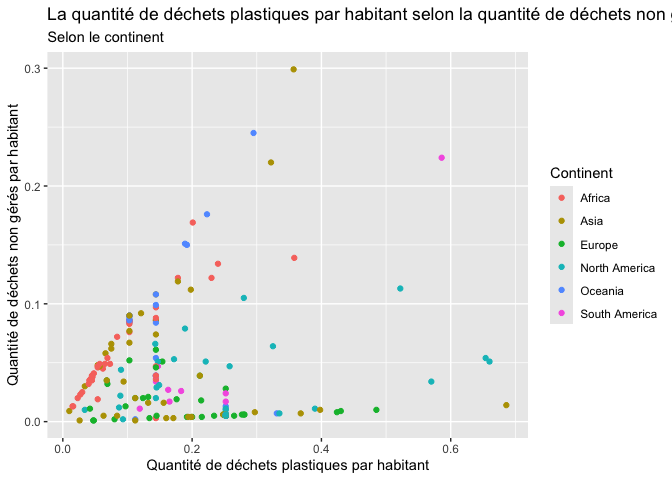 La quantité de déchets plastiques par habitant selon la quantité de déchets non
Selon le continent
Quantité de déchets non gérés par habitant
0.3
0.2
0.1
0.0
0.0
0.2
0.4
0.6
Quantité de déchets plastiques par habitant
Continent
Africa
Asia
Europe
North America
Oceania
South America